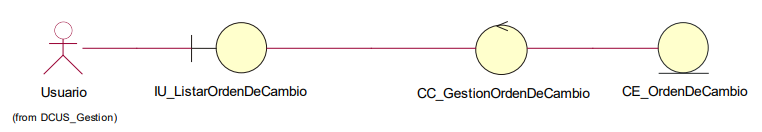 Usuario
IU_ListarOrdenDeCambio
CC_GestionOrdenDeCambio
CE_OrdenDeCambio
(from DCUS_Gestion)